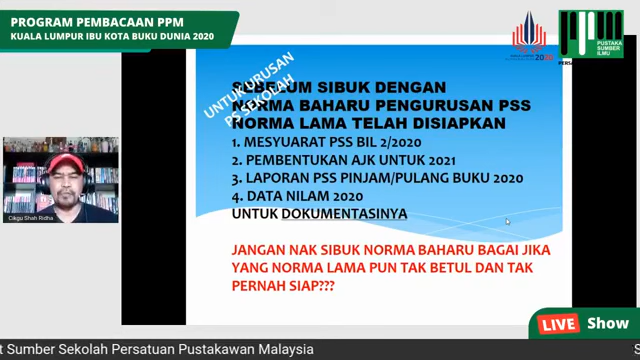 PROGRAM PEMBACAAN PPM
KUALA LUMPUR IBU KOTA BUKU DUNIA 2020
PUSTAKA
SUMBER
ILMU
UNTUK URUSAN
PS SEKOLAH
SEBELUM SIBUK DENGAN
NORMA BAHARU PENGURUSAN PSS
NORMA LAMA TELAH DISIAPKAN
1. MESYUARAT PSS BIL 2/2020
2. PEMBENTUKAN AJK UNTUK 2021
3. LAPORAN PSS PINJAM/PULANG BUKU 2020
4. DATA NILAM 2020
UNTUK DOKUMENTASINYA
JANGAN NAK SIBUK NORMA BAHARU BAGAI JIKA
YANG NORMA LAMA PUN TAK BETUL DAN TAK
PERNAH SIAP???
Cikgu Shah Ridha
LIVE Show
t Sumber Sekolah Persatuan Pustakawan Malaysia
S